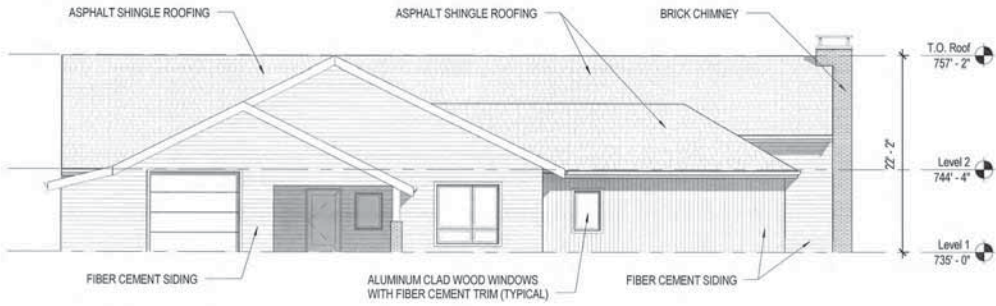 ASPHALT SHINGLE ROOFING
ASPHALT SHINGLE ROOFING
BRICK CHIMNEY
T.O. Roof
757' - 2"
22' - 2"
Level 2
744' - 4"
Level 1
735' - 0"
FIBER CEMENT SIDING
ALUMINUM CLAD WOOD WINDOWS
WITH FIBER CEMENT TRIM (TYPICAL)
FIBER CEMENT SIDING